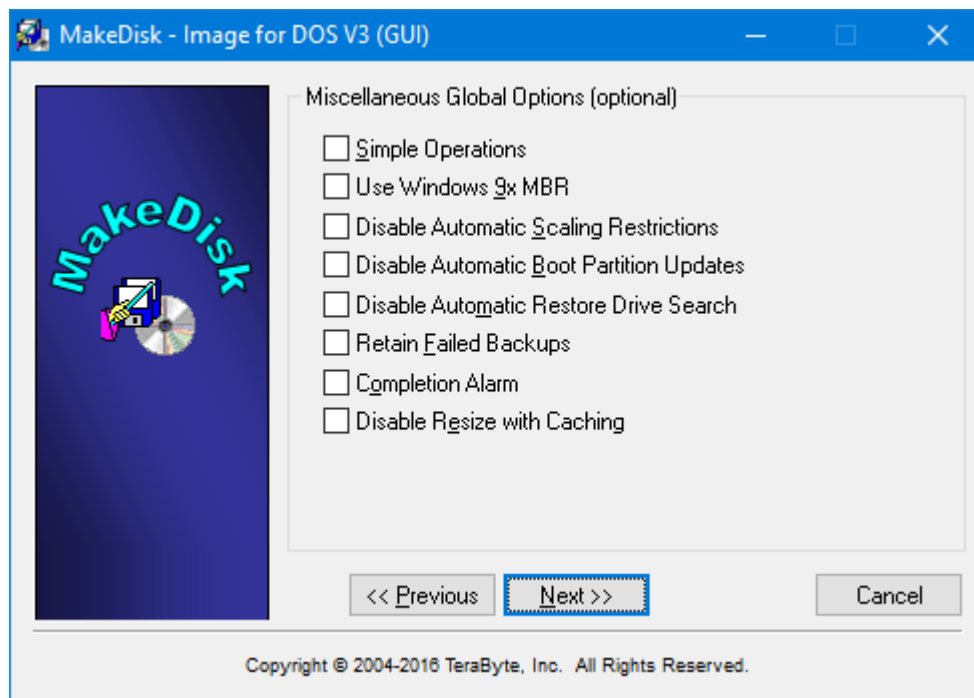 MakeDisk - Image for DOS V3 (GUI)
MakeDisk
Miscellaneous Global Options (optional)
Simple Operations
Use Windows 9x MBR
Disable Automatic Scaling Restrictions
Disable Automatic Boot Partition Updates
Disable Automatic Restore Drive Search
Retain Failed Backups
Completion Alarm
Disable Resize with Caching
<< Previous
Next >>
Cancel
Copyright © 2004-2016 TeraByte, Inc. All Rights Reserved.